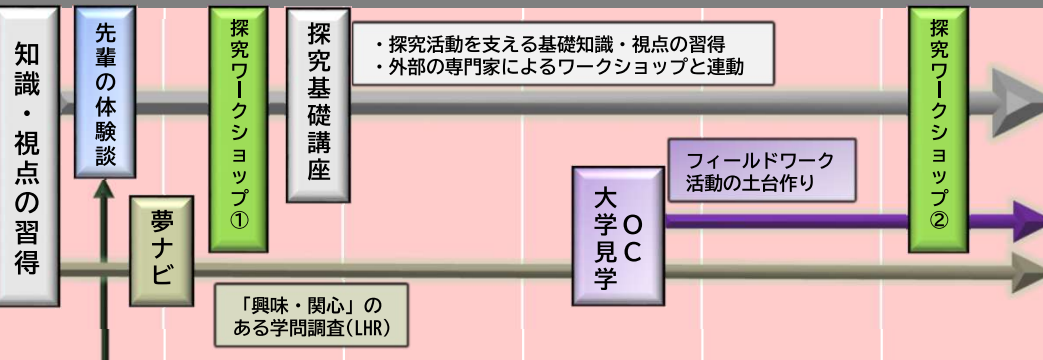 知識・視点の習得
先輩の体験談
探究ワークショップ①
探究基礎講座
・探究活動を支える基礎知識・視点の習得
・外部の専門家によるワークショップと連動
夢ナビ
「興味・関心」の
ある学問調査(LHR)
大学見学
OC
フィールドワーク
活動の土台作り
探究ワークショップ②